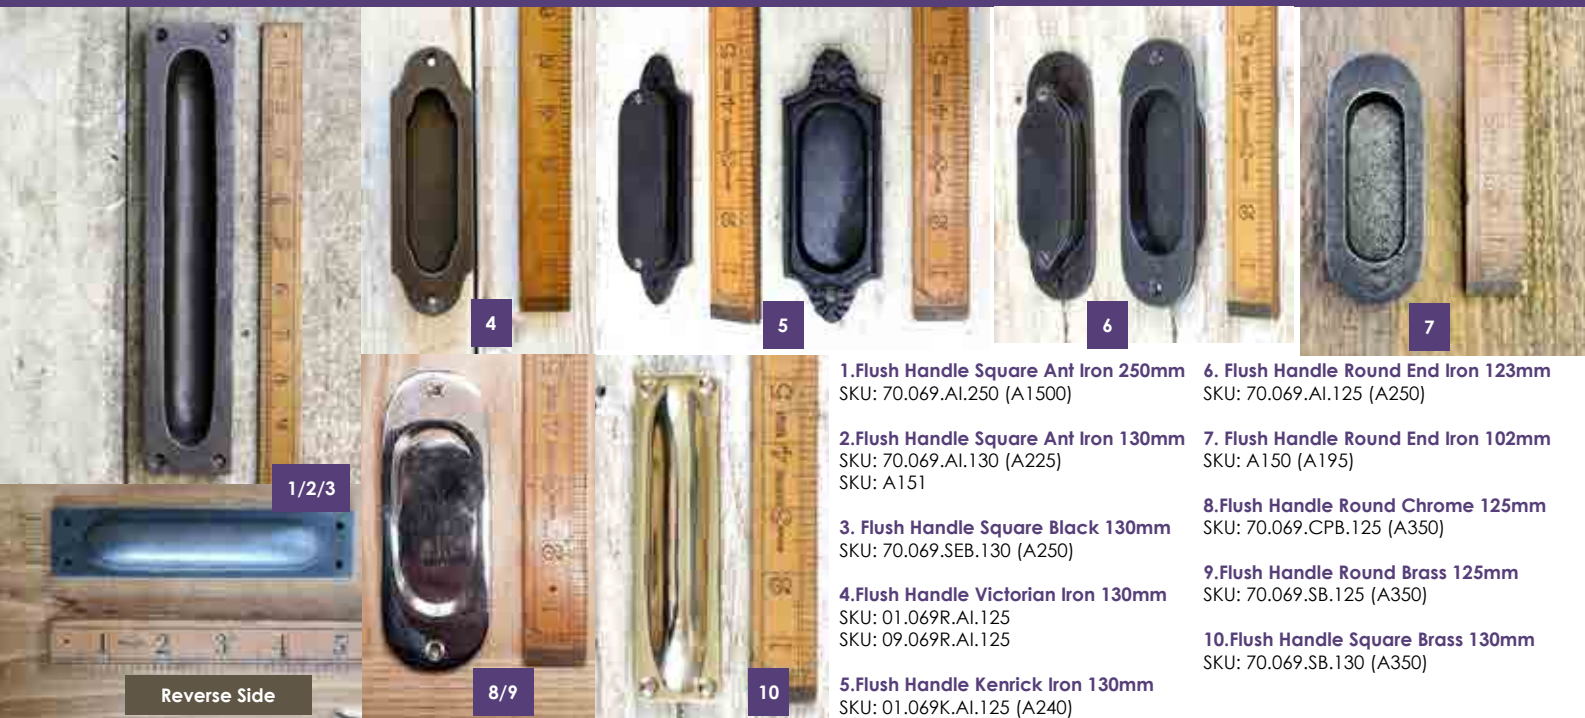 4
5
6
7
1/2/3
Reverse Side
8/9
10
1.Flush Handle Square Ant Iron 250mm
SKU: 70.069.AI.250 (A1500)
2.Flush Handle Square Ant Iron 130mm
SKU: 70.069.AI.130 (A225)
SKU: A151
3. Flush Handle Square Black 130mm
SKU: 70.069.SEB.130 (A250)
4.Flush Handle Victorian Iron 130mm
SKU: 01.069R.AI.125
SKU: 09.069R.AI.125
5.Flush Handle Kenrick Iron 130mm
SKU: 01.069K.AI.125 (A240)
6. Flush Handle Round End Iron 123mm
SKU: 70.069.AI.125 (A250)
7. Flush Handle Round End Iron 102mm
SKU: A150 (A195)
8.Flush Handle Round Chrome 125mm
SKU: 70.069.CPB.125 (A350)
9.Flush Handle Round Brass 125mm
SKU: 70.069.SB.125 (A350)
10.Flush Handle Square Brass 130mm
SKU: 70.069.SB.130 (A350)
1 2 3 4 5